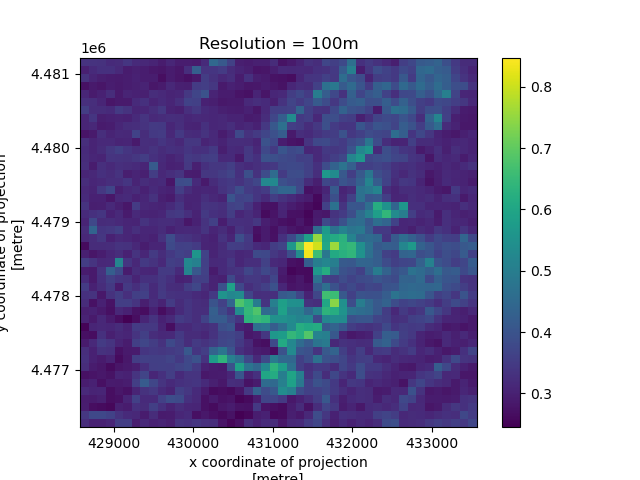 Resolution = 100m
1e6
4.481
4.480
4.479
4.478
4.477
429000 430000 431000 432000 433000
x coordinate of projection
[metre]
y coordinate of projection
[metre]
0.8
0.7
0.6
0.5
0.4
0.3